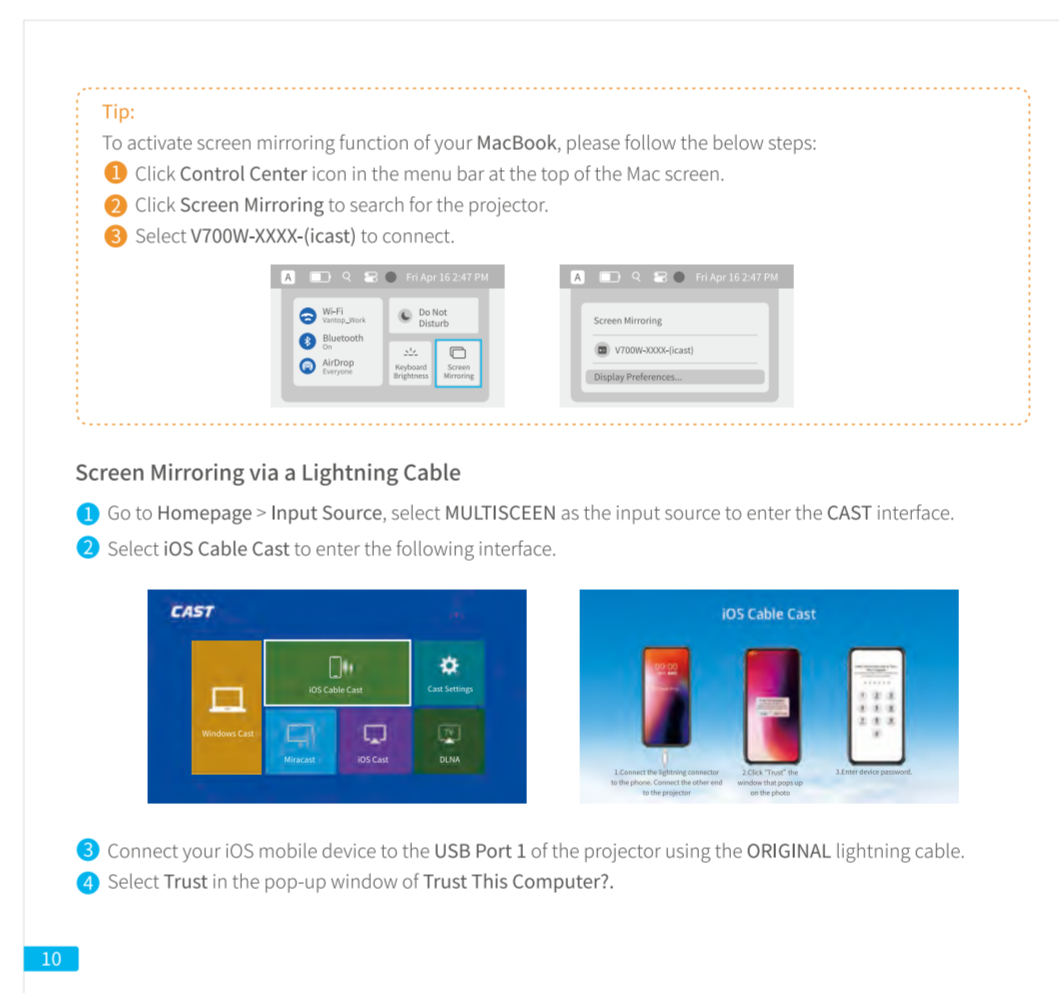 Tip:
To activate screen mirroring function of your MacBook, please follow the below steps:
1 Click Control Center icon in the menu bar at the top of the Mac screen.
2 Click Screen Mirroring to search for the projector.
3 Select V700W-XXXX-(icast) to connect.
A Fri Apr 16 2:47 PM
Wi-Fi
Vantop_Work
Bluetooth
On
AirDrop
Everyone
Do Not
Disturb
Keyboard
Brightness
Screen
Mirroring
A Fri Apr 16 2:47 PM
Screen Mirroring
V700W-XXXX-(icast)
Display Preferences...
Screen Mirroring via a Lightning Cable
1 Go to Homepage > Input Source, select MULTISCEEN as the input source to enter the CAST interface.
2 Select iOS Cable Cast to enter the following interface.
CAST
Windows Cast
iOS Cable Cast
Cast Settings
Miracast
iOS Cast
TV
DLNA
iOS Cable Cast
00:00
1.Connect the lightning connector
to the phone. Connect the other end
to the projector
2.Click "Trust" the
window that pops up
on the photo
3.Enter device password.
3 Connect your iOS mobile device to the USB Port 1 of the projector using the ORIGINAL lightning cable.
4 Select Trust in the pop-up window of Trust This Computer?.
10